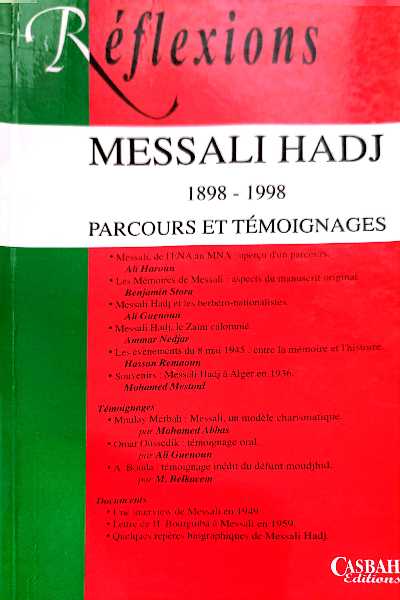 Réflexions
MESSALI HADJ
1898 - 1998
PARCOURS ET TÉMOIGNAGES
• Messali, de l'ENA au MNA : aperçu d'un parcours.
Ali Haroun
• Les Mémoires de Messali : aspects du manuscrit original.
Benjamin Stora
• Messali Hadj et les berbéro-nationalistes.
Ali Guenoun
• Messali Hadj, le Zaïm calomnié.
Ammar Nedjar
• Les événements du 8 mai 1945 : entre la mémoire et l'histoire.
Hassan Remaoun
• Souvenirs : Messali Hadj à Alger en 1936.
Mohamed
Témoignages
• Moulay Merbah : Messali, un modèle charismatique.
par Mohamed Abbas
• Omar Oussedik : témoignage oral.
par Ali Guenoun
• A. Bouda : témoignage inédit du défunt moudjhid.
par M. Belkacem
Documents
• Une interview de Messali en 1949.
• Lettre de H. Bourguiba à Messali en 1959.
• Quelques repères biographiques de Messali Hadj.
CASBAH
Editions